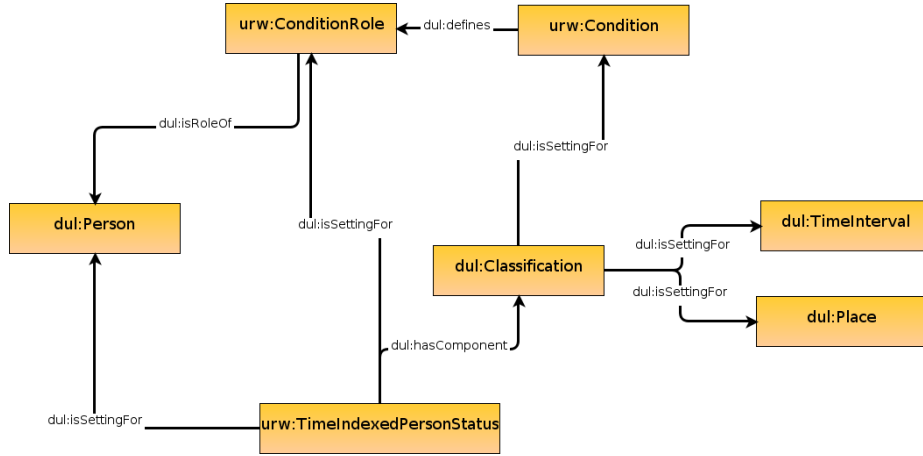 urw:ConditionRole
dul:defines
urw:Condition
dul:isRoleOf
dul:isSettingFor
dul:Person
dul:isSettingFor
dul:TimeInterval
dul:isSettingFor
dul:Classification
dul:isSettingFor
dul:Place
dul:hasComponent
dul:isSettingFor
urw:TimeIndexedPersonStatus